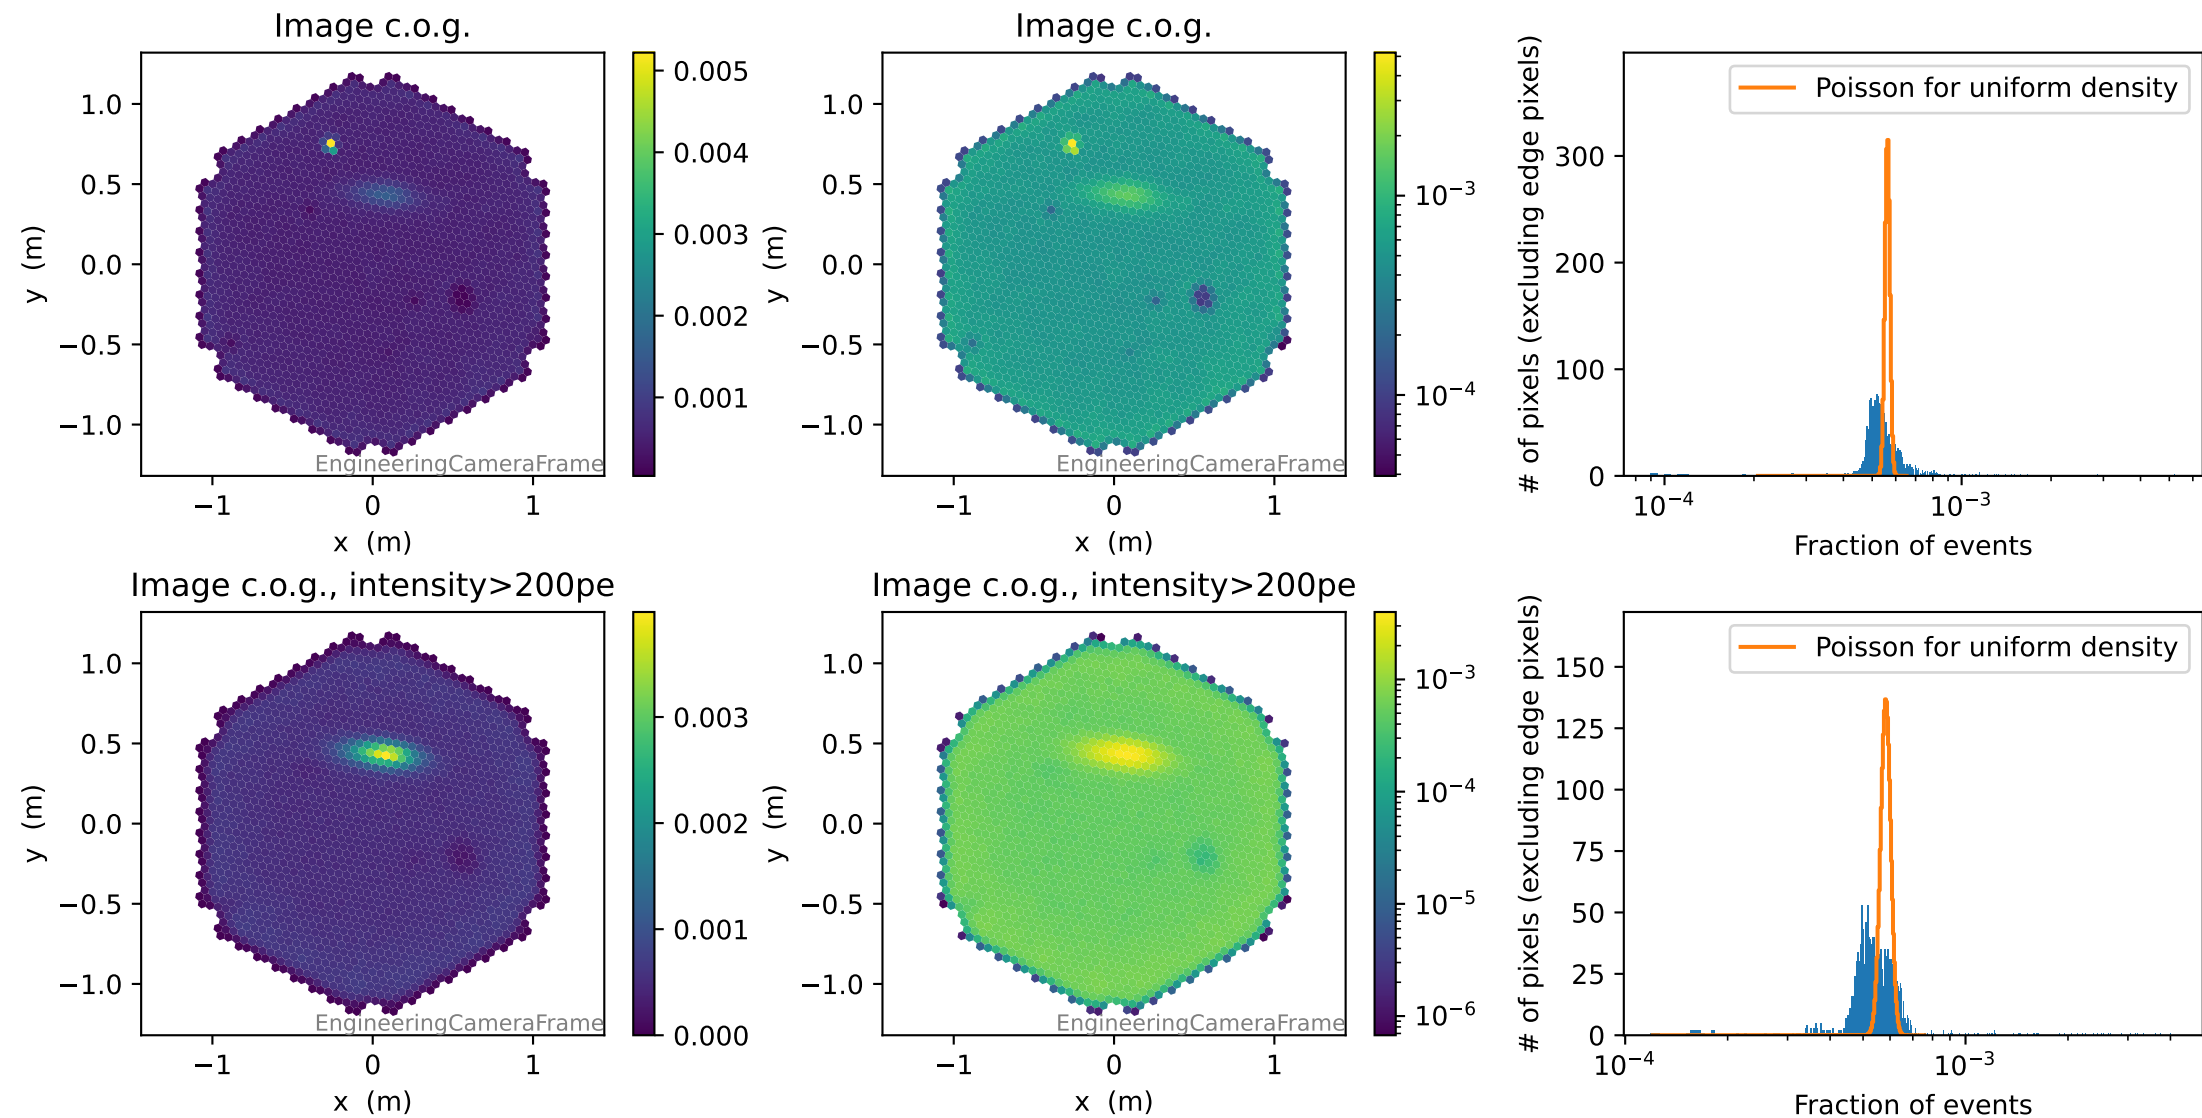 Image c.o.g.
1.0
0.5
0.0
−0.5
−1.0
y (m)
−1 0 1
x (m)
EngineeringCameraFrame
0.005
0.004
0.003
0.002
0.001
Image c.o.g.
1.0
0.5
0.0
−0.5
−1.0
y (m)
−1 0 1
x (m)
EngineeringCameraFrame
10⁻³
10⁻⁴
# of pixels (excluding edge pixels)
300
200
100
0
10⁻⁴ 10⁻³
Fraction of events
Poisson for uniform density
Image c.o.g., intensity>200pe
1.0
0.5
0.0
−0.5
−1.0
y (m)
−1 0 1
x (m)
EngineeringCameraFrame
0.003
0.002
0.001
0.000
Image c.o.g., intensity>200pe
1.0
0.5
0.0
−0.5
−1.0
y (m)
−1 0 1
x (m)
EngineeringCameraFrame
10⁻³
10⁻⁴
10⁻⁵
10⁻⁶
# of pixels (excluding edge pixels)
150
125
100
75
50
25
0
10⁻⁴ 10⁻³
Fraction of events
Poisson for uniform density